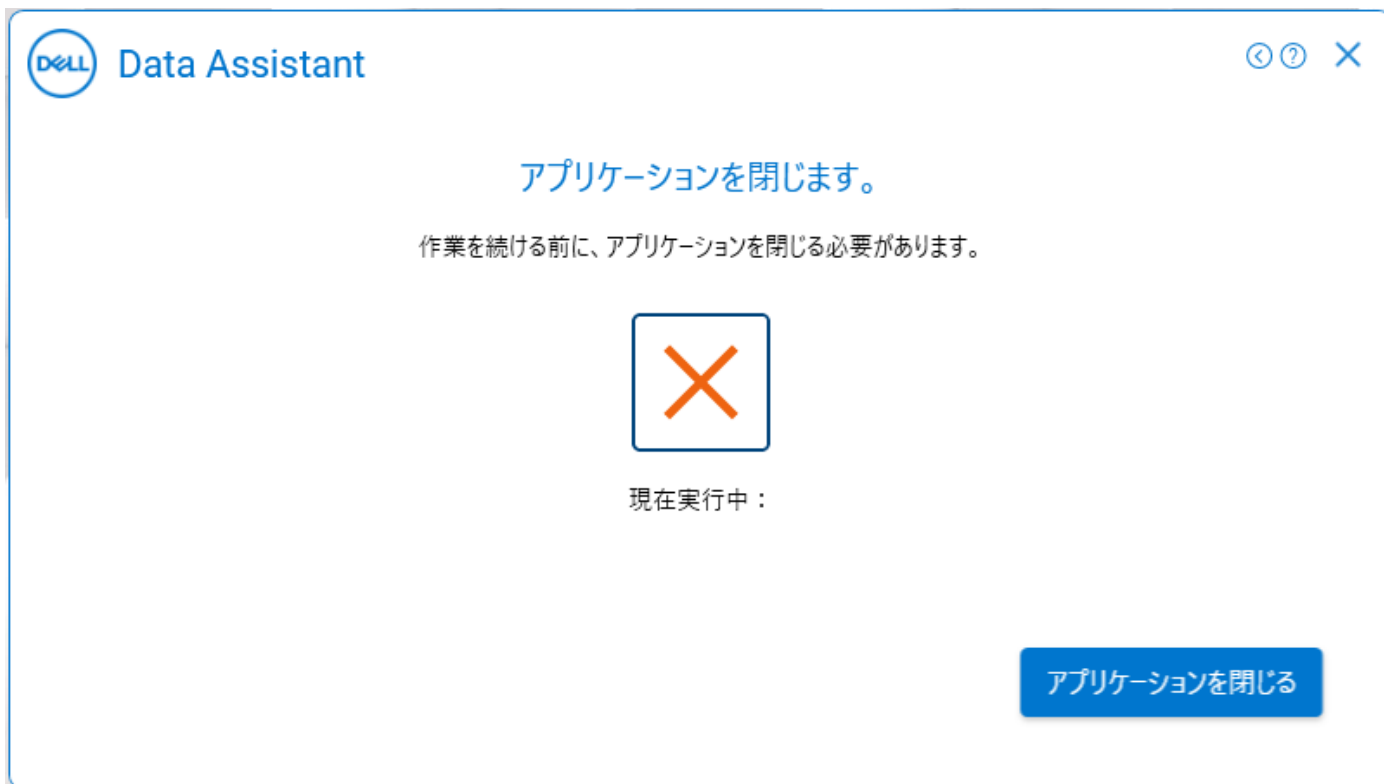 DELL
Data Assistant
アプリケーションを閉じます。
作業を続ける前に、アプリケーションを閉じる必要があります。
現在実行中：
アプリケーションを閉じる